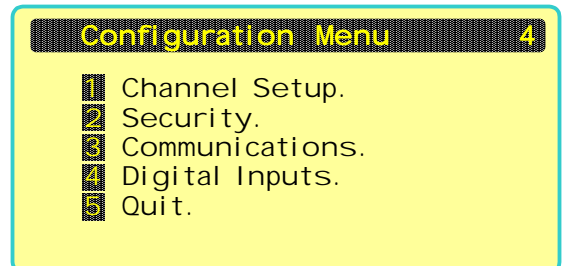 Configuration Menu 4
1 Channel Setup.
2 Security.
3 Communications.
4 Digital Inputs.
5 Quit.